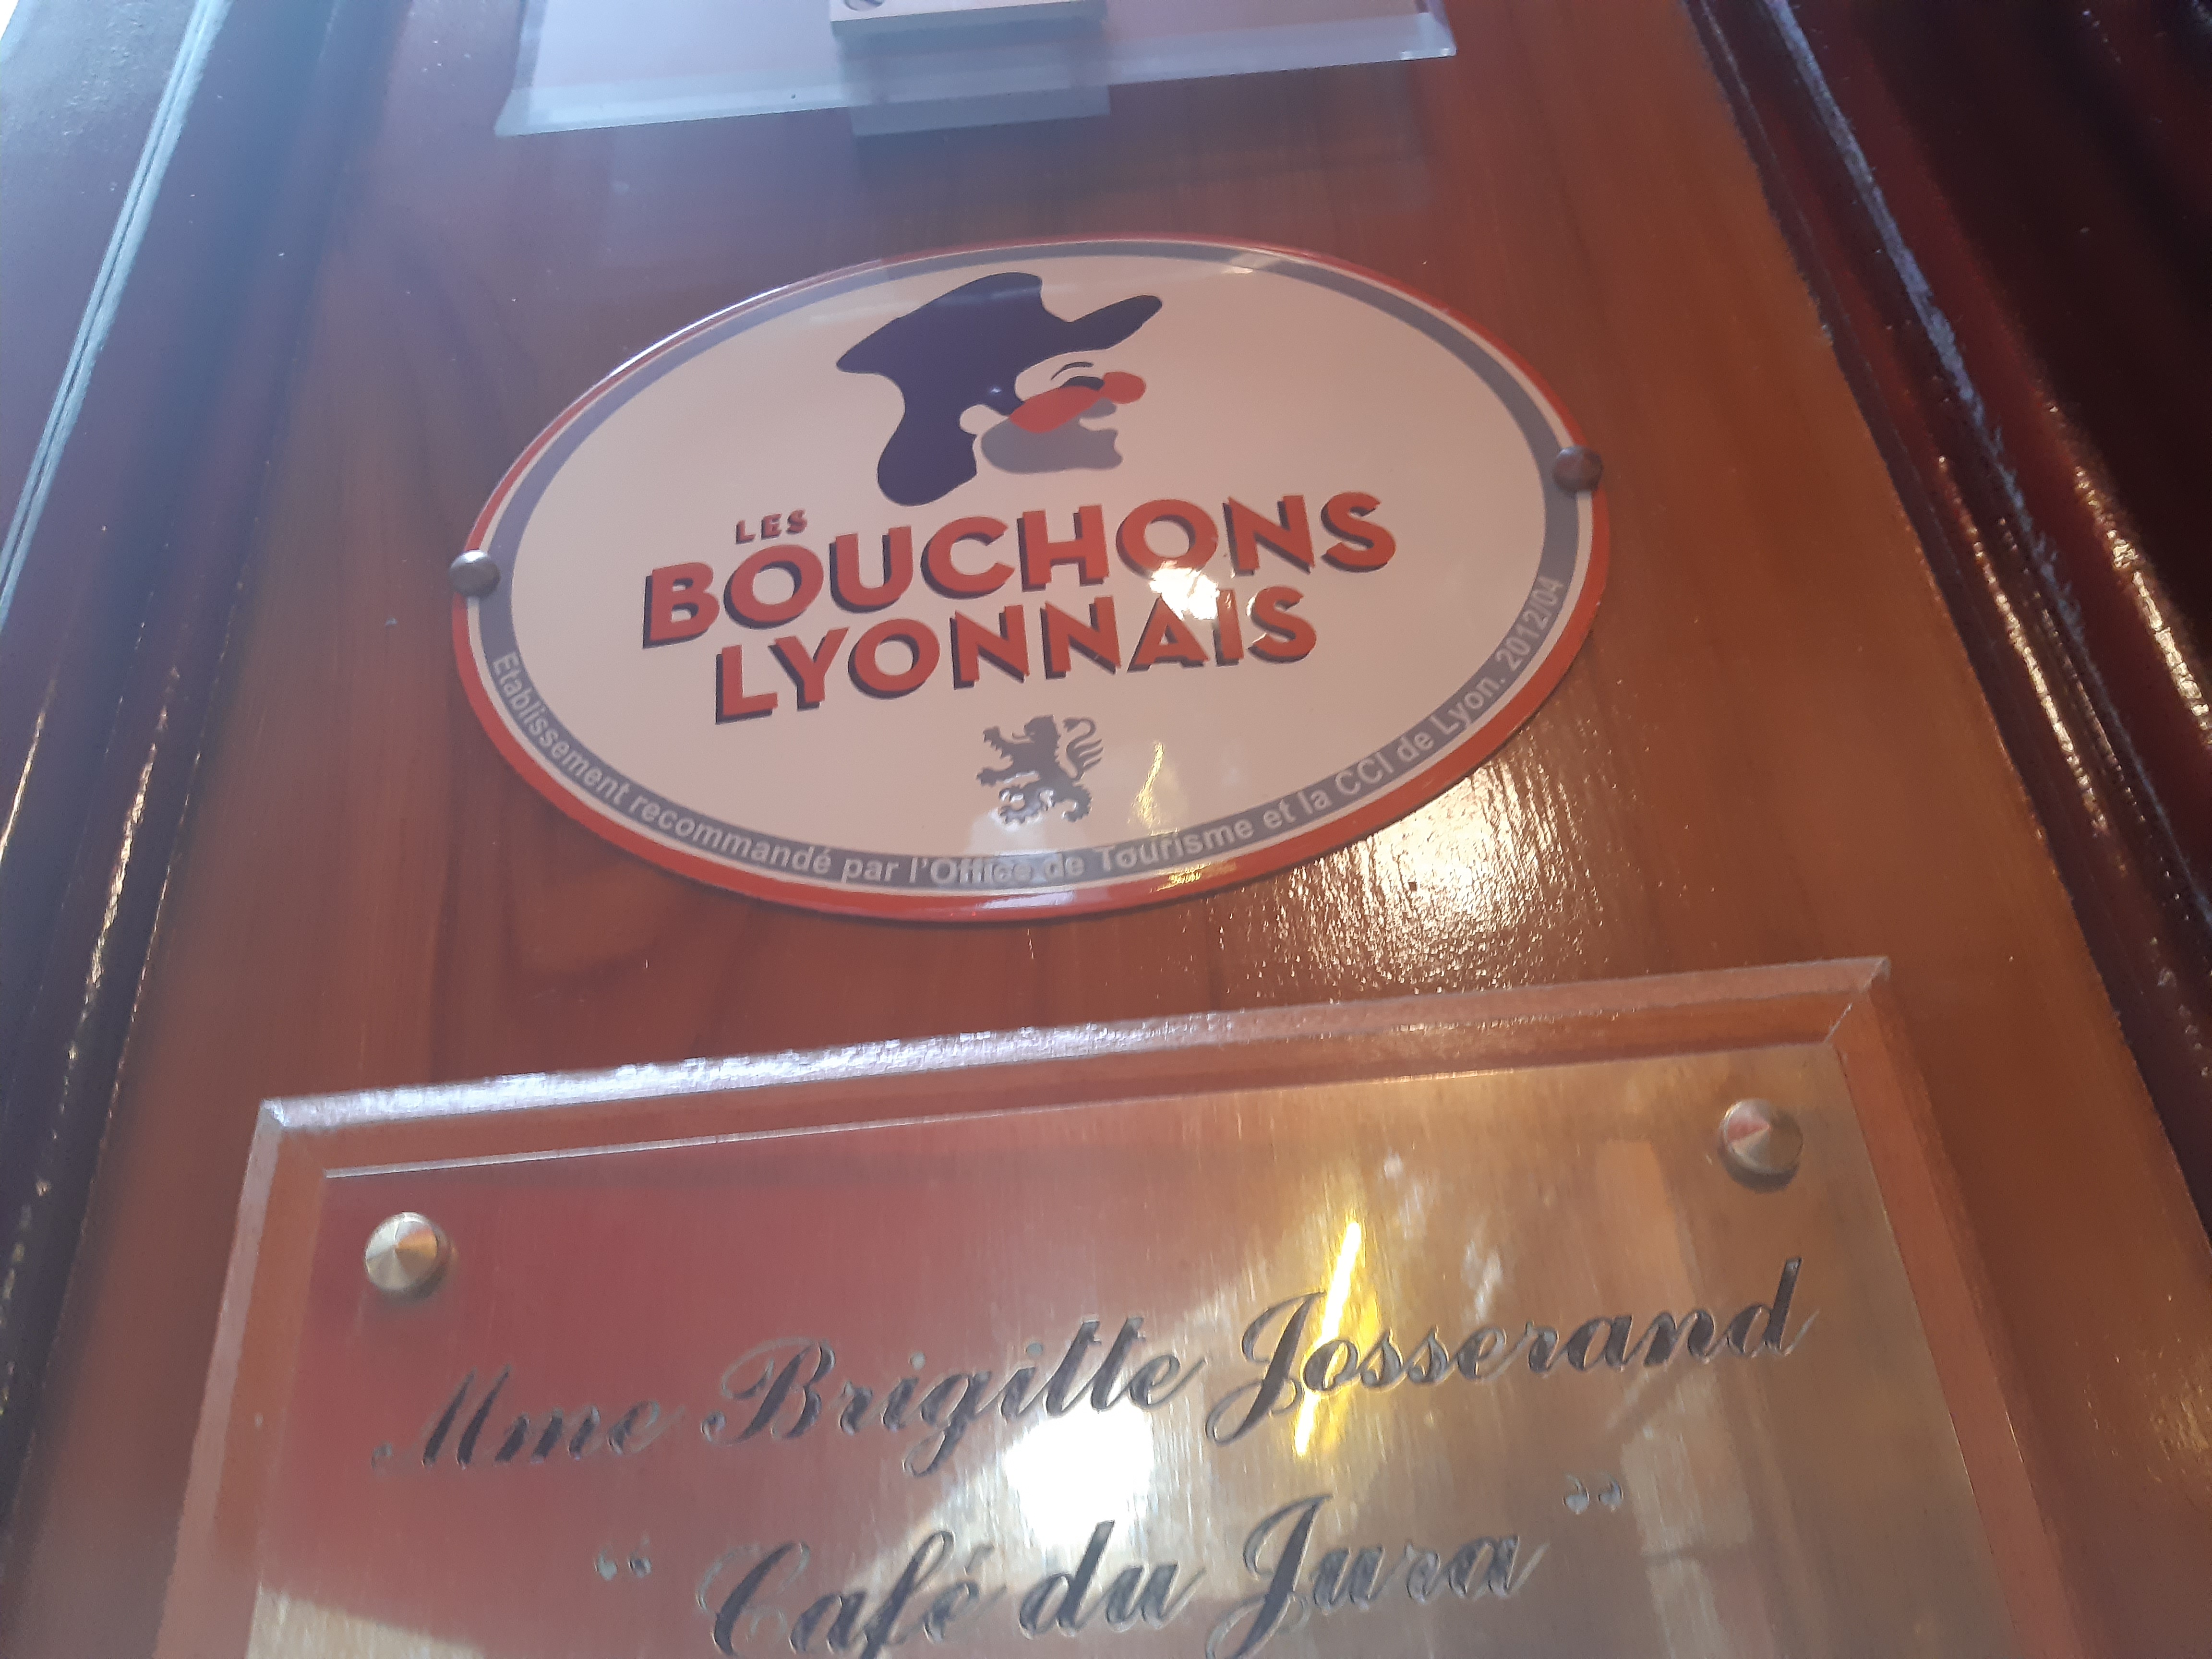 LES
BOUCHONS
LYONNAIS
Etablissement recommandé par l'Office de Tourisme et la CCI de Lyon. 2012/04
Mme Brigitte Josserand
“ Café du Jura ”